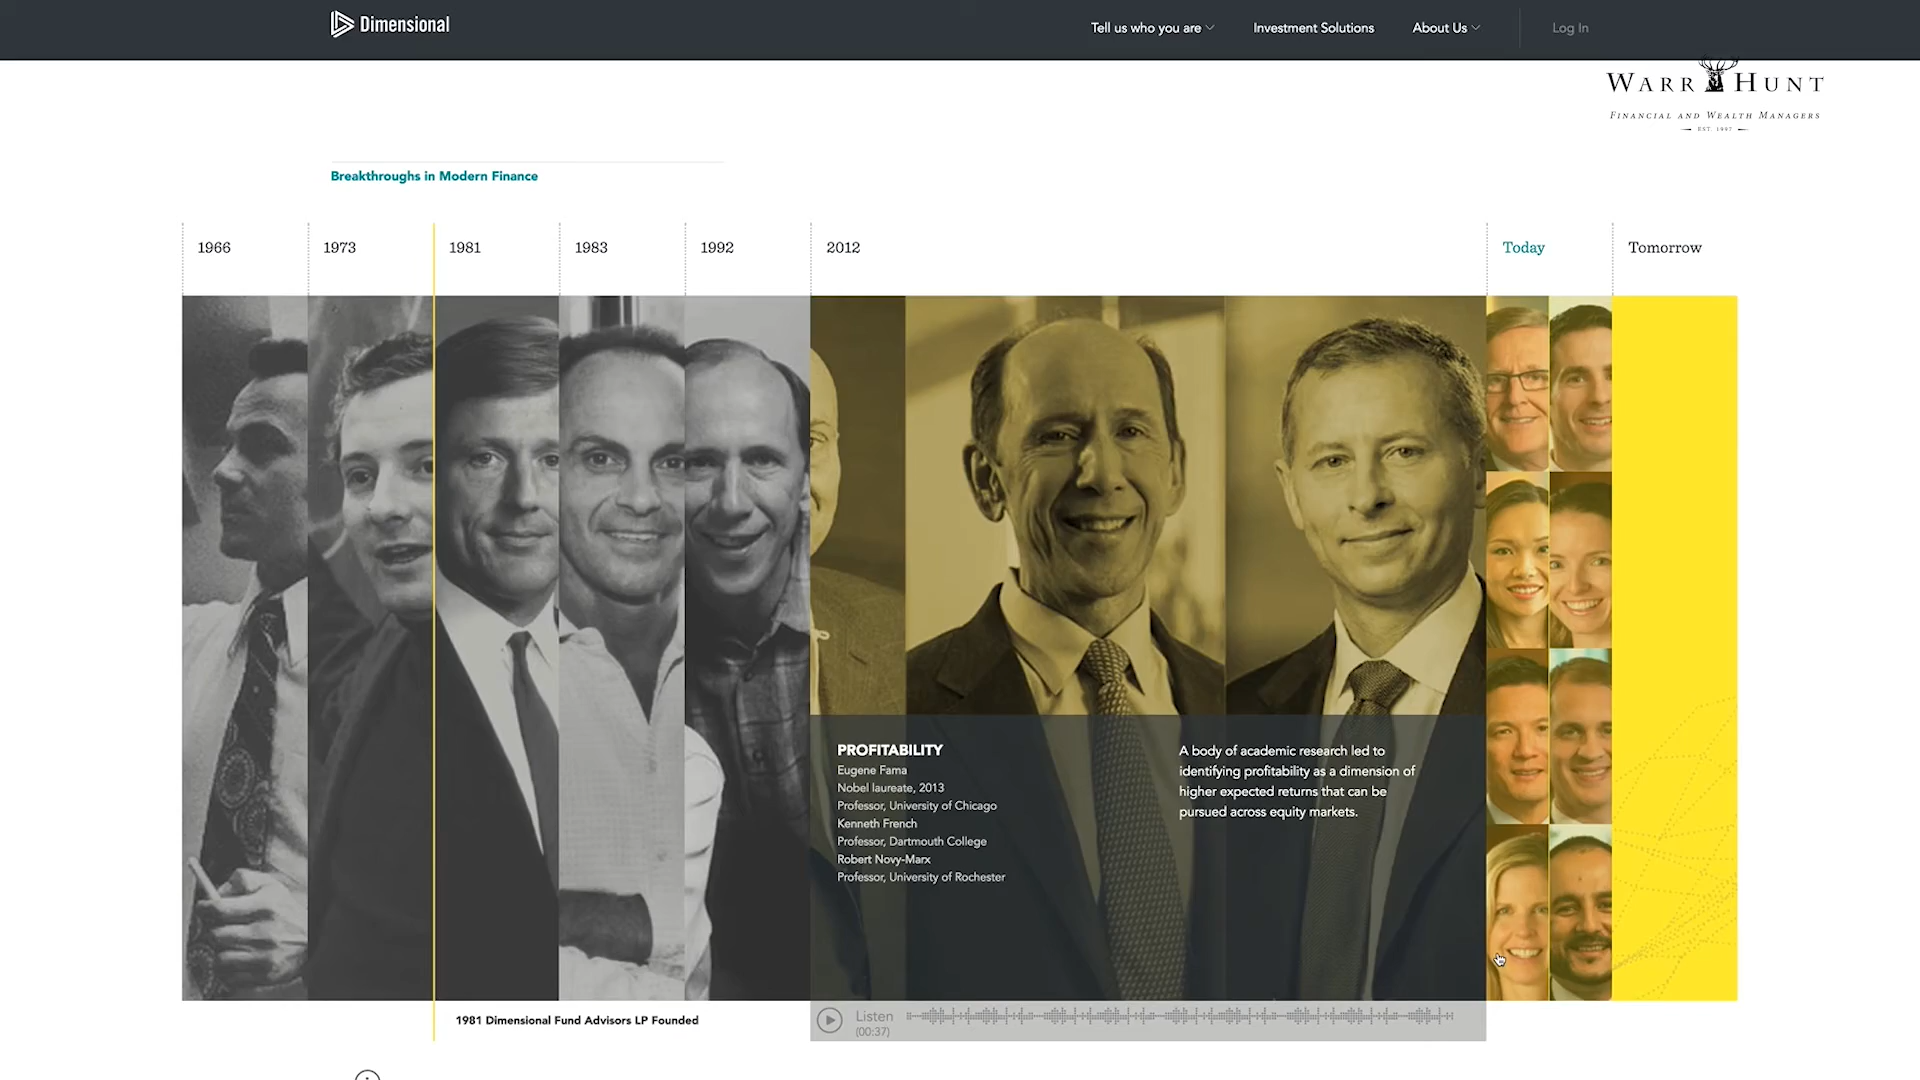 Dimensional
Tell us who you are
Investment Solutions
About Us
Log In
WARR HUNT
FINANCIAL AND WEALTH MANAGERS
EST. 1997
Breakthroughs in Modern Finance
1966
1973
1981
1983
1992
2012
Today
Tomorrow
PROFITABILITY
Eugene Fama
Nobel laureate, 2013
Professor, University of Chicago
Kenneth French
Professor, Dartmouth College
Robert Novy-Marx
Professor, University of Rochester
A body of academic research led to
identifying profitability as a dimension of
higher expected returns that can be
pursued across equity markets.
1981 Dimensional Fund Advisors LP Founded
Listen
(00:37)